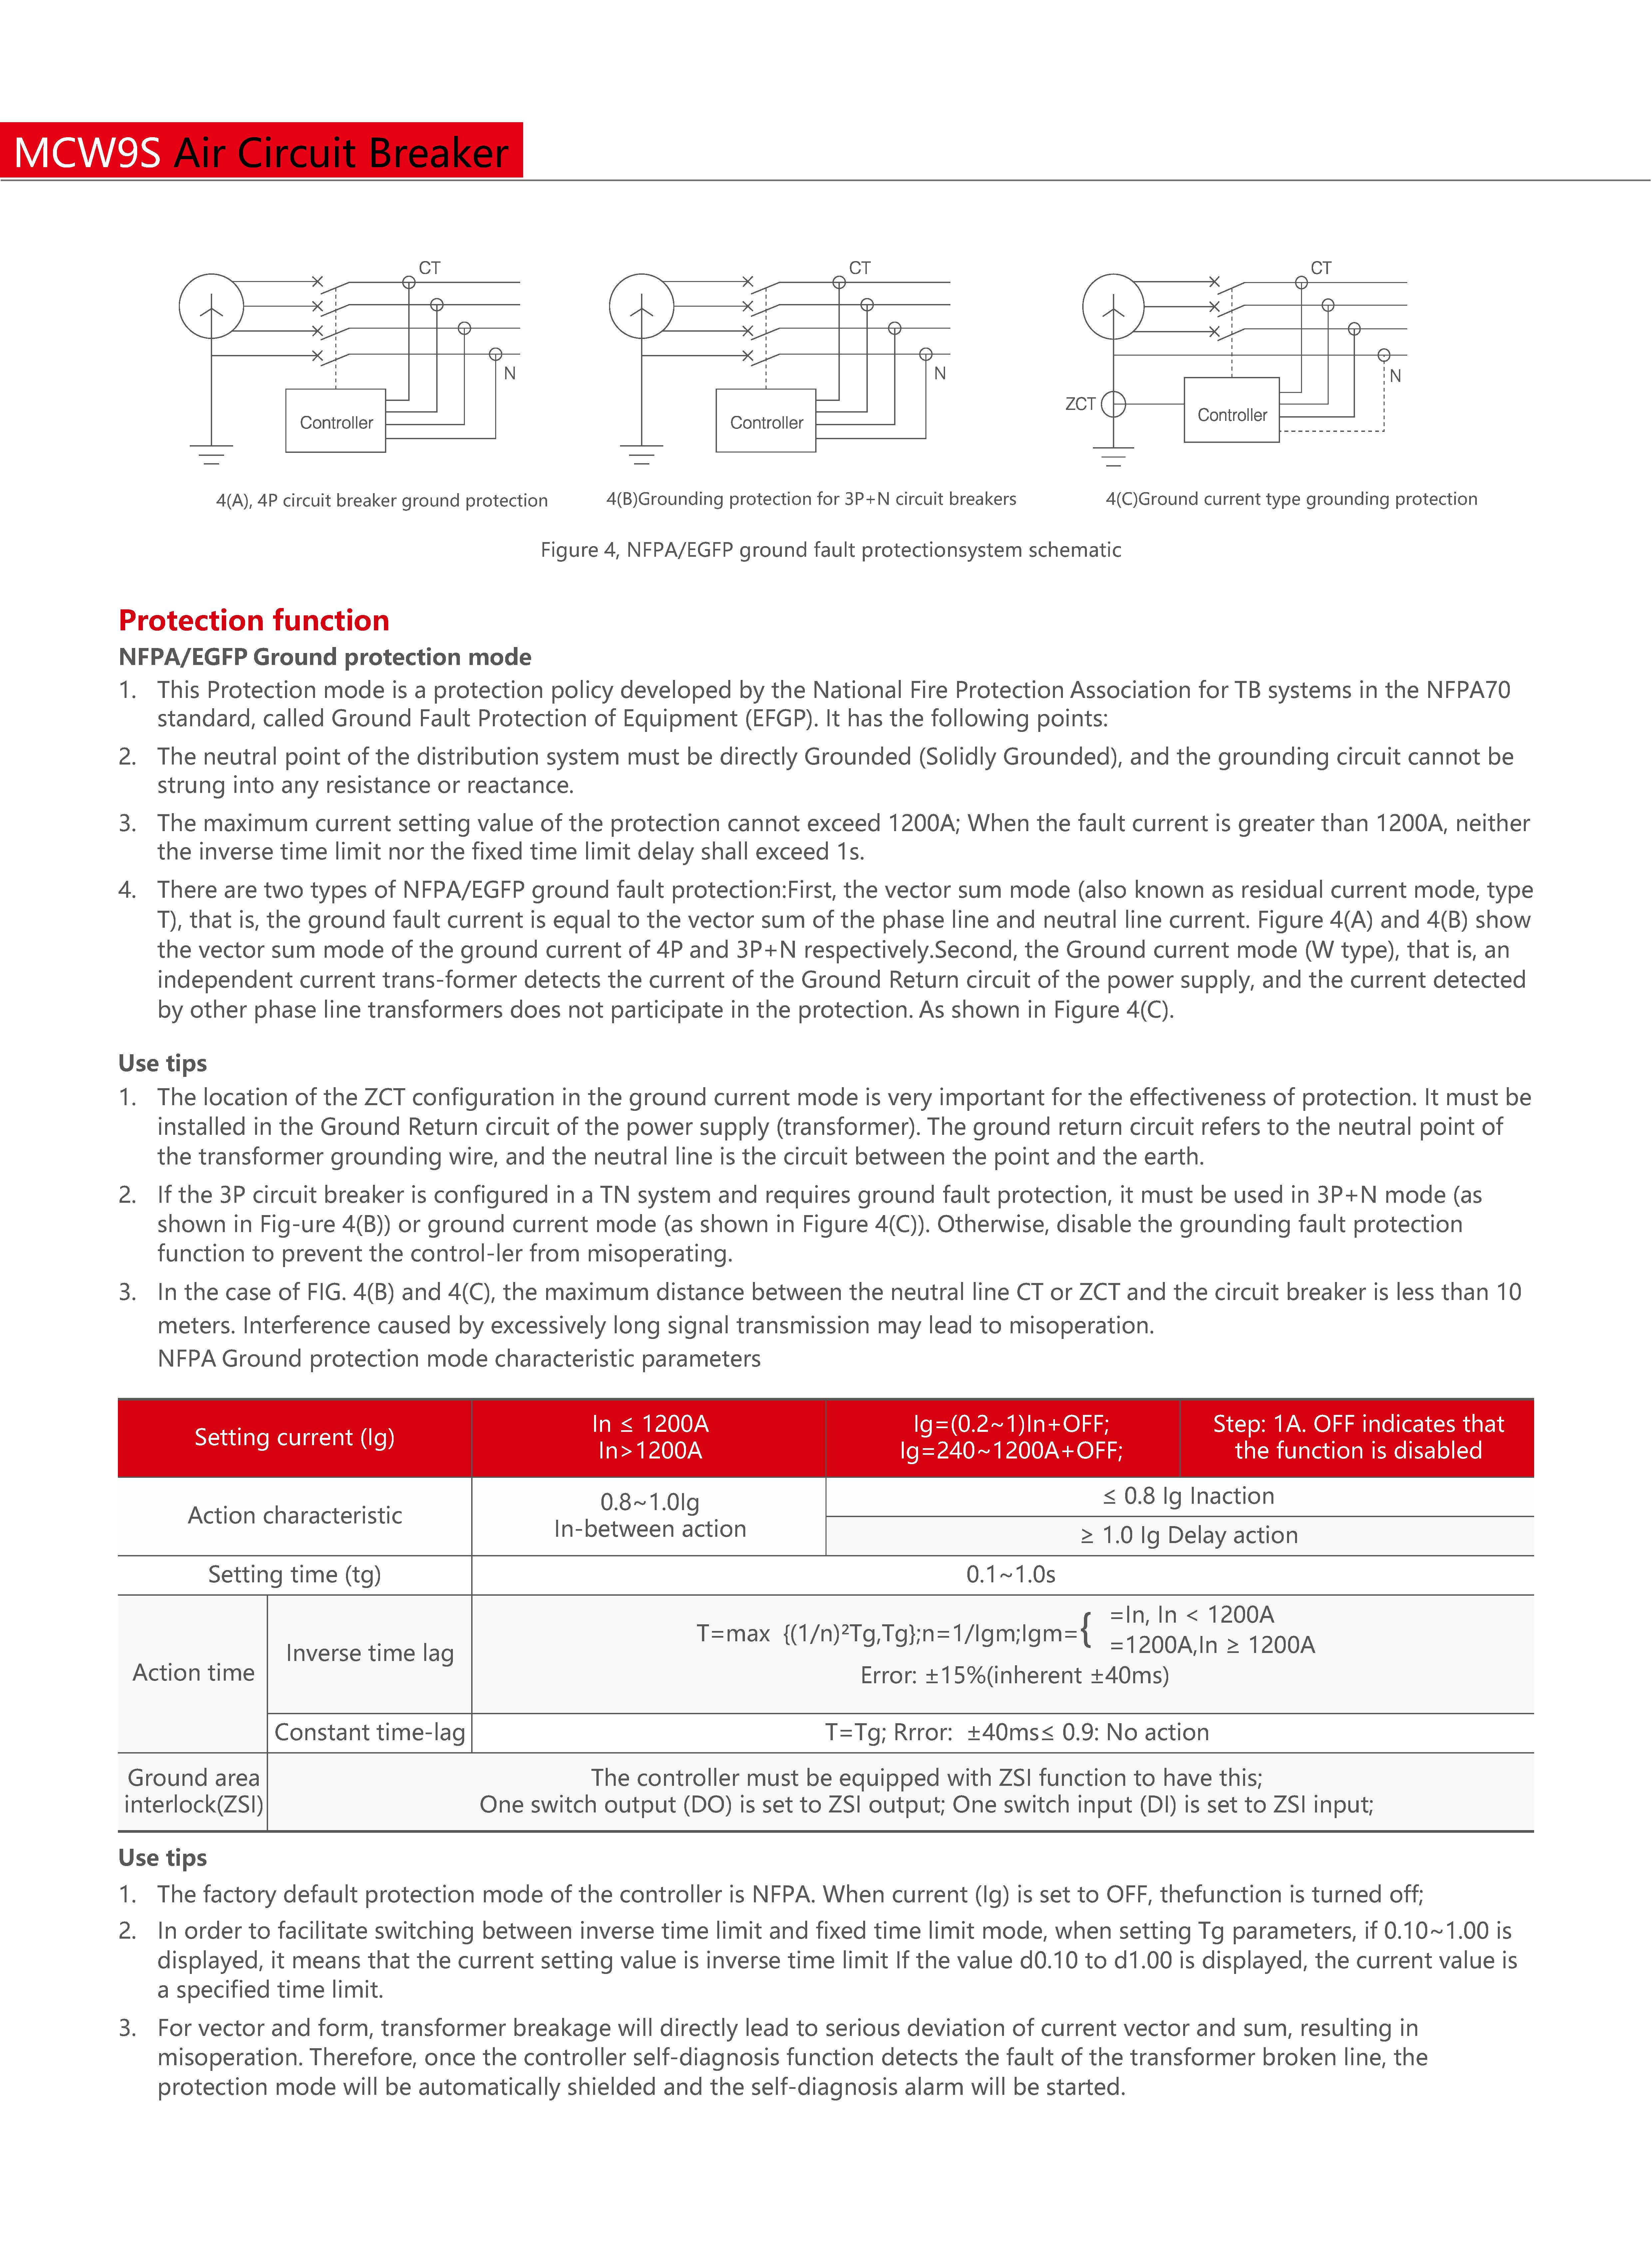 MCW9S Air Circuit Breaker
CT
N
Controller
CT
N
Controller
CT
N
ZCT
Controller
4(A), 4P circuit breaker ground protection
4(B)Grounding protection for 3P+N circuit breakers
4(C)Ground current type grounding protection
Figure 4, NFPA/EGFP ground fault protectionsystem schematic
Protection function
NFPA/EGFP Ground protection mode
1. This Protection mode is a protection policy developed by the National Fire Protection Association for TB systems in the NFPA70
standard, called Ground Fault Protection of Equipment (EFGP). It has the following points:
2. The neutral point of the distribution system must be directly Grounded (Solidly Grounded), and the grounding circuit cannot be
strung into any resistance or reactance.
3. The maximum current setting value of the protection cannot exceed 1200A; When the fault current is greater than 1200A, neither
the inverse time limit nor the fixed time limit delay shall exceed 1s.
4. There are two types of NFPA/EGFP ground fault protection:First, the vector sum mode (also known as residual current mode, type
T), that is, the ground fault current is equal to the vector sum of the phase line and neutral line current. Figure 4(A) and 4(B) show
the vector sum mode of the ground current of 4P and 3P+N respectively.Second, the Ground current mode (W type), that is, an
independent current trans-former detects the current of the Ground Return circuit of the power supply, and the current detected
by other phase line transformers does not participate in the protection. As shown in Figure 4(C).
Use tips
1. The location of the ZCT configuration in the ground current mode is very important for the effectiveness of protection. It must be
installed in the Ground Return circuit of the power supply (transformer). The ground return circuit refers to the neutral point of
the transformer grounding wire, and the neutral line is the circuit between the point and the earth.
2. If the 3P circuit breaker is configured in a TN system and requires ground fault protection, it must be used in 3P+N mode (as
shown in Fig-ure 4(B)) or ground current mode (as shown in Figure 4(C)). Otherwise, disable the grounding fault protection
function to prevent the control-ler from misoperating.
3. In the case of FIG. 4(B) and 4(C), the maximum distance between the neutral line CT or ZCT and the circuit breaker is less than 10
meters. Interference caused by excessively long signal transmission may lead to misoperation.
NFPA Ground protection mode characteristic parameters
Setting current (Ig)
In ≤ 1200A
In>1200A
Ig=(0.2~1)In+OFF;
Ig=240~1200A+OFF;
Step: 1A. OFF indicates that
the function is disabled
Action characteristic
0.8~1.0Ig
In-between action
≤ 0.8 Ig Inaction
≥ 1.0 Ig Delay action
Setting time (tg)
0.1~1.0s
Action time
Inverse time lag
T=max {(1/n)²Tg,Tg};n=1/Igm;Igm={
=In, In < 1200A
=1200A,In ≥ 1200A
Error: ±15%(inherent ±40ms)
Constant time-lag
T=Tg; Rrror: ±40ms≤ 0.9: No action
Ground area
interlock(ZSI)
The controller must be equipped with ZSI function to have this;
One switch output (DO) is set to ZSI output; One switch input (DI) is set to ZSI input;
Use tips
1. The factory default protection mode of the controller is NFPA. When current (Ig) is set to OFF, thefunction is turned off;
2. In order to facilitate switching between inverse time limit and fixed time limit mode, when setting Tg parameters, if 0.10~1.00 is
displayed, it means that the current setting value is inverse time limit If the value d0.10 to d1.00 is displayed, the current value is
a specified time limit.
3. For vector and form, transformer breakage will directly lead to serious deviation of current vector and sum, resulting in
misoperation. Therefore, once the controller self-diagnosis function detects the fault of the transformer broken line, the
protection mode will be automatically shielded and the self-diagnosis alarm will be started.